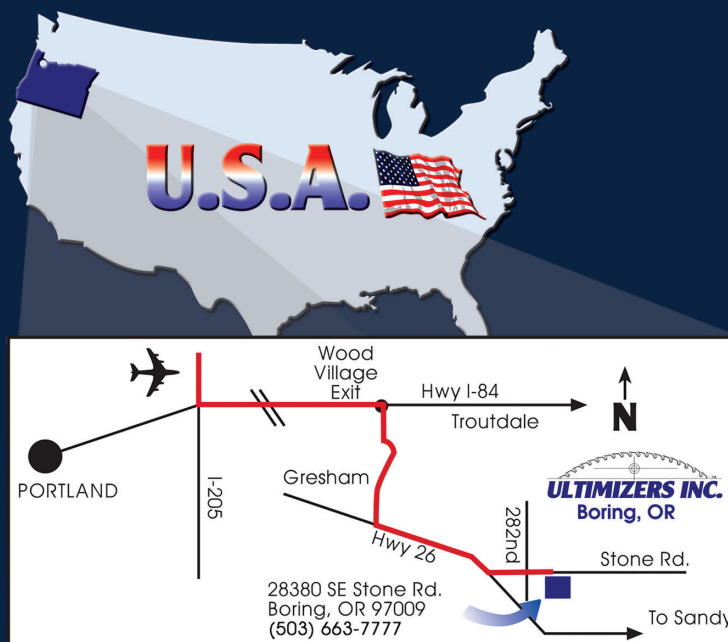 U.S.A.
Wood
Village
Exit
Hwy I-84
Troutdale
N
PORTLAND
I-205
Gresham
Hwy 26
282nd
ULTIMIZERS INC.
Boring, OR
Stone Rd.
28380 SE Stone Rd.
Boring, OR 97009
(503) 663-7777
To Sandy